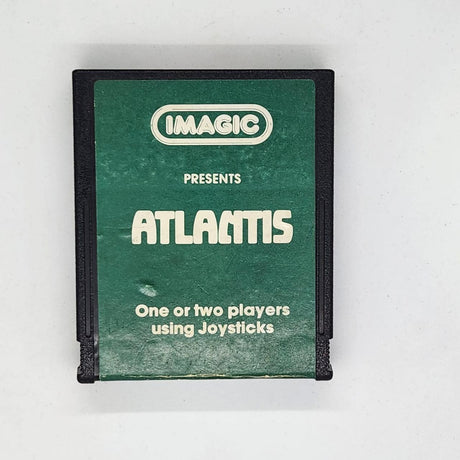 IMAGIC
PRESENTS
ATLANTIS
One or two players
using Joysticks